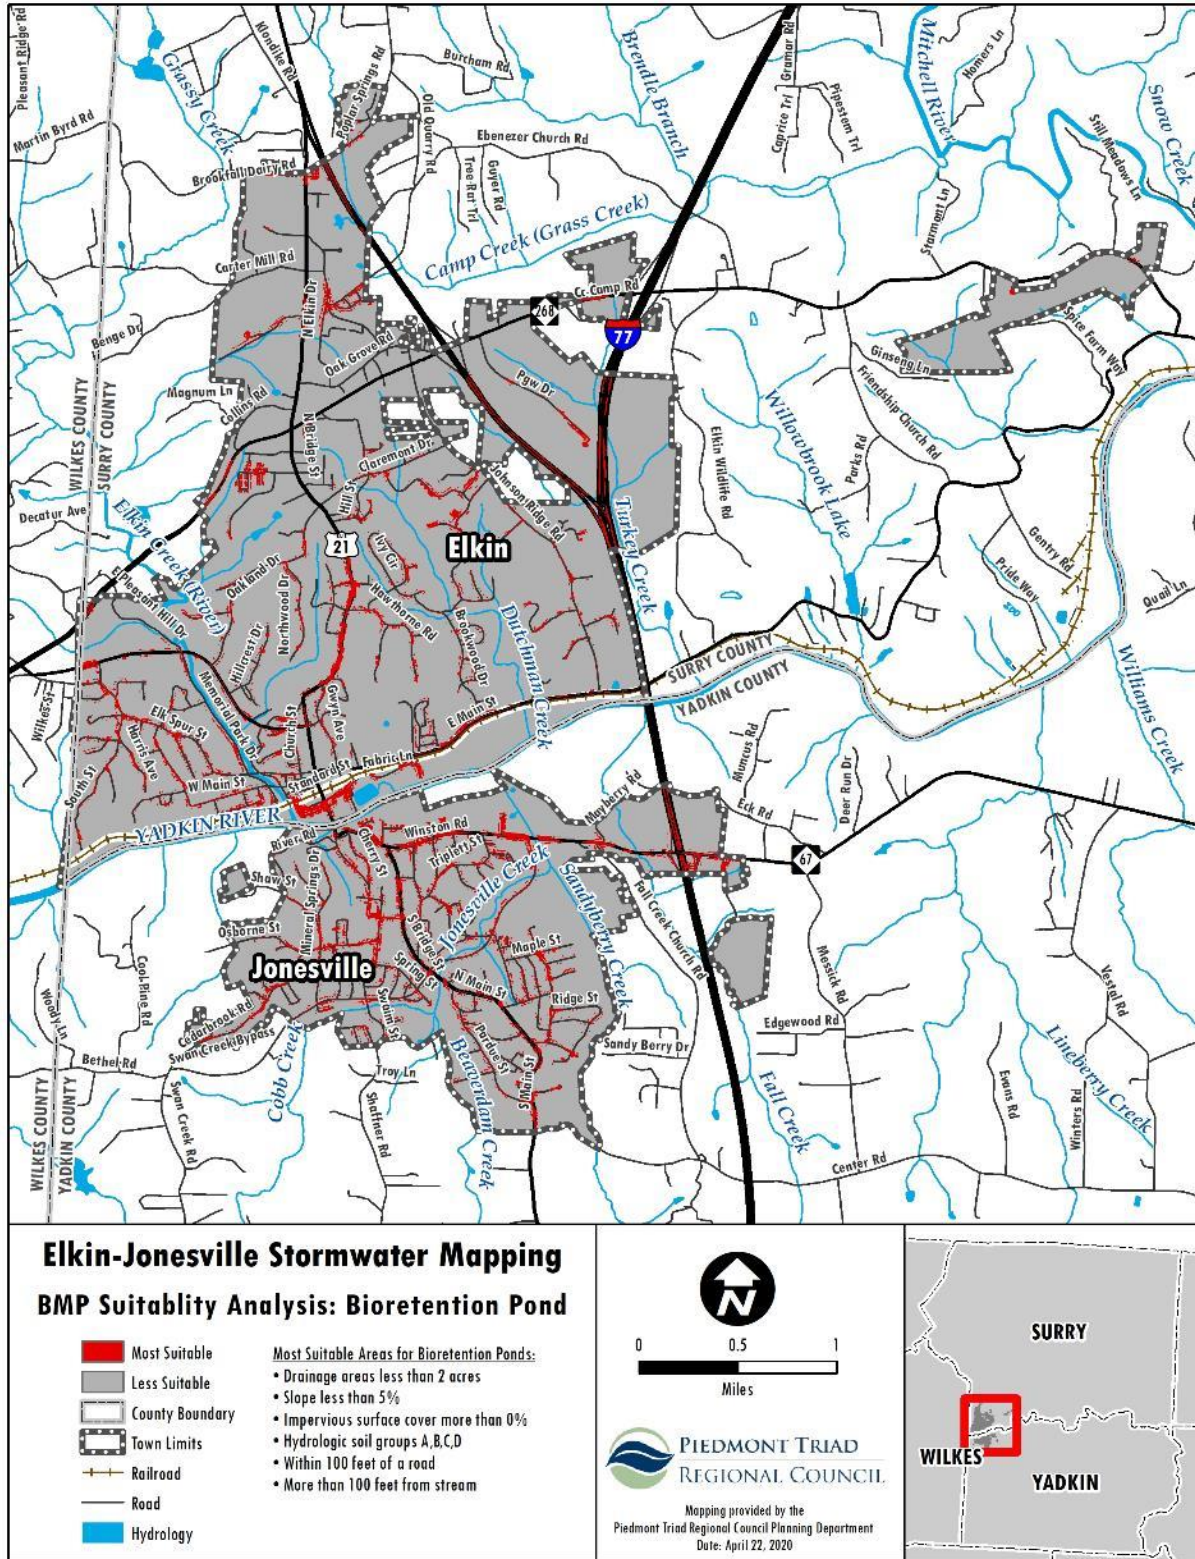 Pleasant Ridge Rd
Klondike Rd
Burcham Rd
Brendle Branch
Gramar Rd
Mitchell River
Homers Ln
Grassy Creek
Poplar Springs Rd
Old Quarry Rd
Caprice Trl
Pipestem Trl
Snow Creek
Martin Byrd Rd
Ebenezer Church Rd
Still Meadows Ln
Brookfall Dairy Rd
Tree Rat Trl
Guyer Rd
Starmont Ln
Camp Creek (Grass Creek)
Carter Mill Rd
Cc Camp Rd
N Elkin Dr
268
77
Spice Farm Way
Benge Dr
Oak Grove Rd
Ginseng Ln
Magnum Ln
Pgw Dr
Friendship Church Rd
Collins Rd
N Bridge St
Willowbrook Lake
WILKES COUNTY
SURRY COUNTY
Claremont Dr
Elkin Wildlife Rd
Parks Rd
Johnson Ridge Rd
Hill St
Decatur Ave
Elkin Creek (River)
21
Elkin
Turkey Creek
Ivy Cir
Gentry Rd
Oakland Dr
Pride Way
E Pleasant Hill Dr
Northwood Dr
Hawthorne Rd
Quail Ln
Hillcrest Dr
Brookwood Dr
Dutchman Creek
Memorial Park Dr
SURRY COUNTY
YADKIN COUNTY
Williams Creek
Wilkes St
Elk Spur St
Church St
Gwyn Ave
E Main St
Harris Ave
Muncus Rd
South St
W Main St
Standard St
Fabric Ln
Deer Run Dr
Mayberry Rd
Eck Rd
YADKIN RIVER
River Rd
Winston Rd
Cherry St
Triplett St
67
Shaw St
Mineral Springs Dr
Jonesville Creek
Sandyberry Creek
Fall Creek Church Rd
Osborne St
S Bridge St
Maple St
Jonesville
Spring St
N Main St
Messick Rd
Cool Pine Rd
Woody Ln
Ridge St
Vestal Rd
Cedarbrook Rd
Swaim St
Edgewood Rd
Swan Creek Bypass
Pardue St
Sandy Berry Dr
Bethel Rd
Cobb Creek
Troy Ln
Beaverdam Creek
S Main St
Lineberry Creek
WILKES COUNTY
YADKIN COUNTY
Swan Creek Rd
Shaffner Rd
Fall Creek
Evans Rd
Winters Rd
Center Rd
Elkin-Jonesville Stormwater Mapping
BMP Suitablity Analysis: Bioretention Pond
Most Suitable
Less Suitable
County Boundary
Town Limits
Railroad
Road
Hydrology
Most Suitable Areas for Bioretention Ponds:
• Drainage areas less than 2 acres
• Slope less than 5%
• Impervious surface cover more than 0%
• Hydrologic soil groups A,B,C,D
• Within 100 feet of a road
• More than 100 feet from stream
N
0 0.5 1
Miles
PIEDMONT TRIAD
REGIONAL COUNCIL
Mapping provided by the
Piedmont Triad Regional Council Planning Department
Date: April 22, 2020
SURRY
WILKES
YADKIN